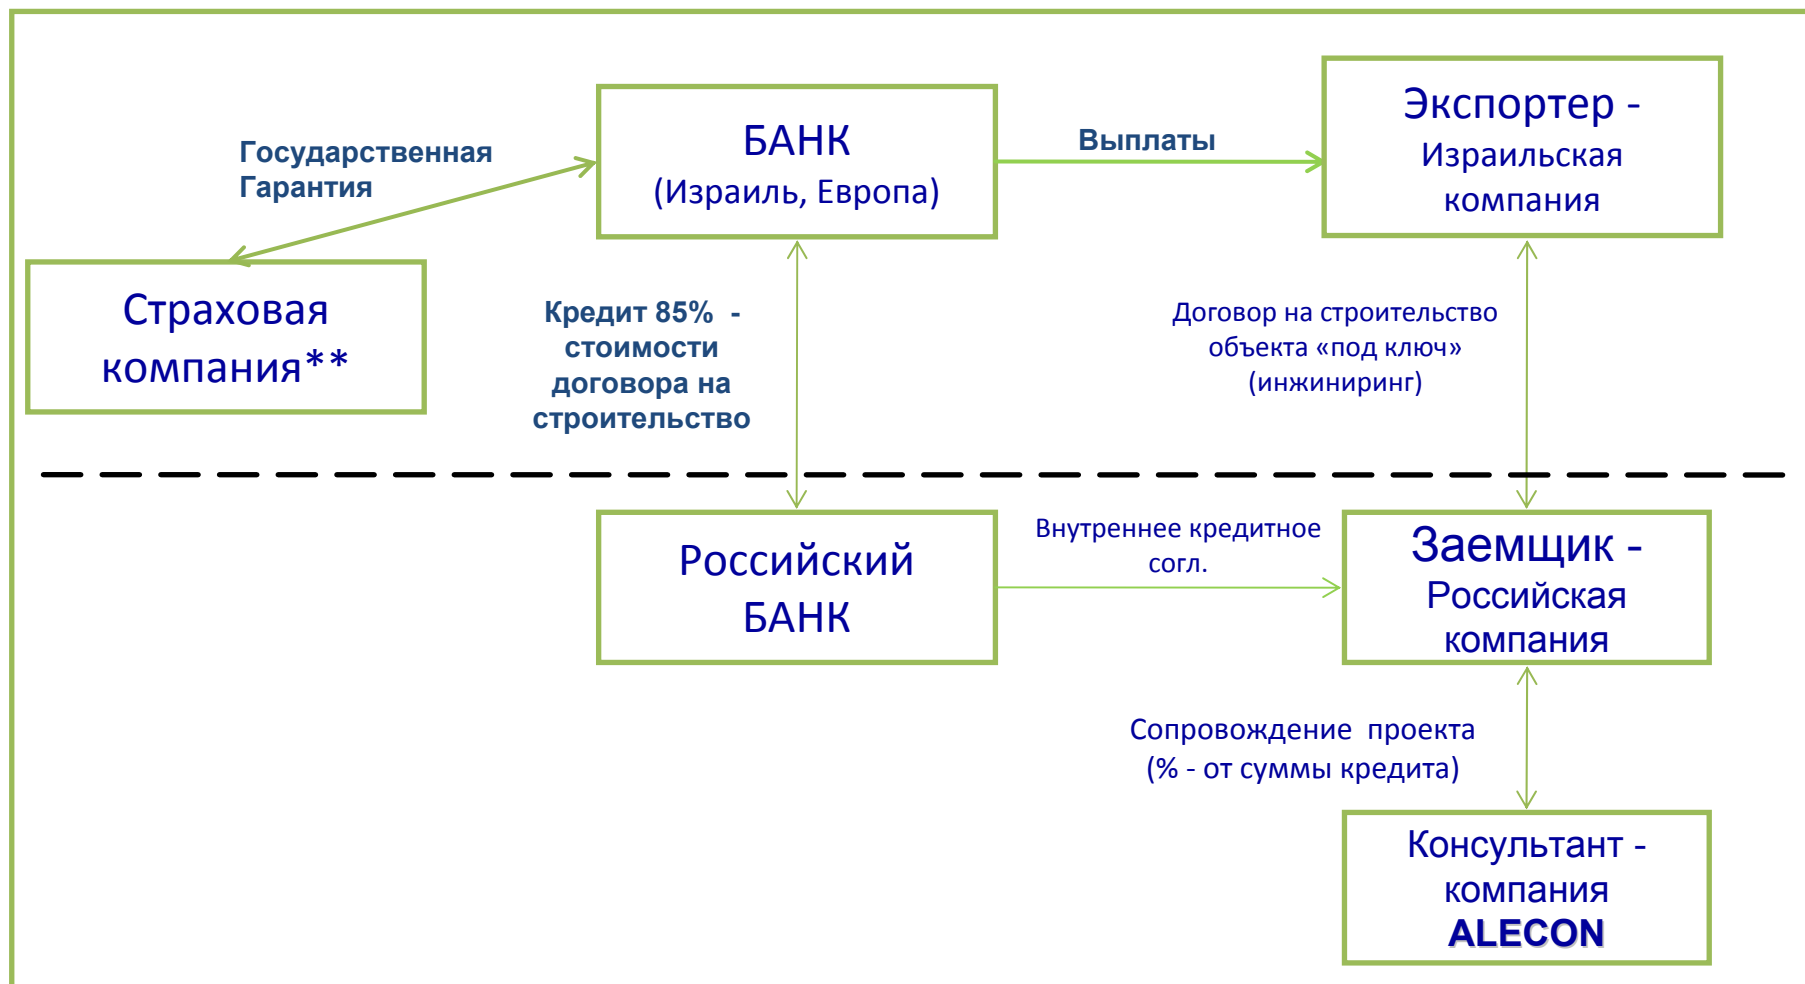 Государственная
Гарантия
БАНК
(Израиль, Европа)
Выплаты
Экспортер -
Израильская
компания
Страховая
компания**
Кредит 85%  -
стоимости
договора на
строительство
Договор на строительство
объекта «под ключ»
(инжиниринг)
Российский
БАНК
Внутреннее кредитное
согл.
Заемщик -
Российская
компания
Сопровождение  проекта
(% - от суммы кредита)
Консультант -
компания
ALECON